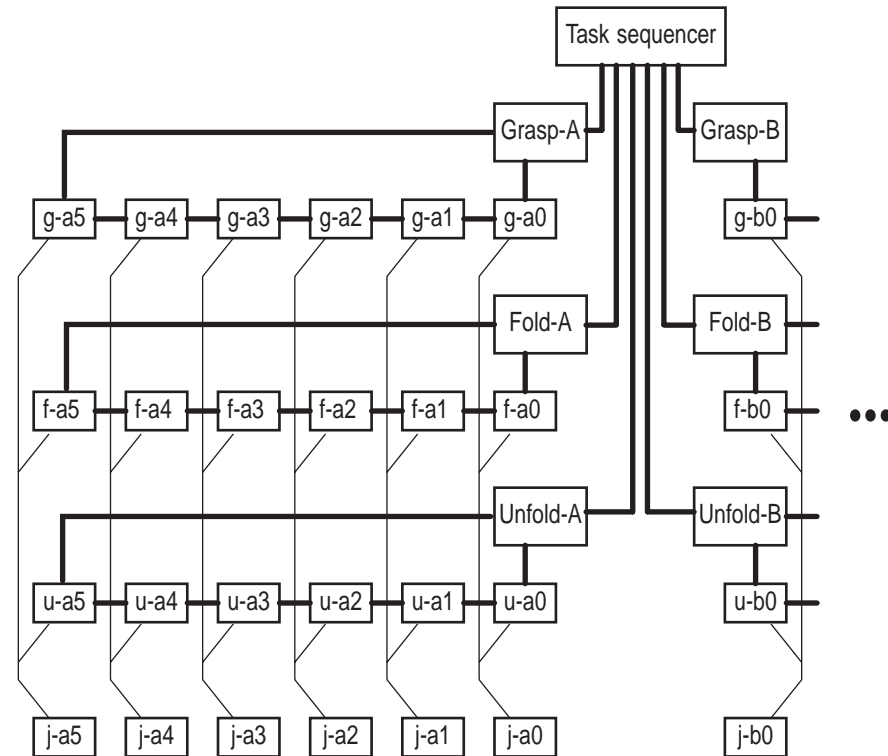 Task sequencer
Grasp-A Grasp-B
g-a5 g-a4 g-a3 g-a2 g-a1 g-a0 g-b0
Fold-A Fold-B
f-a5 f-a4 f-a3 f-a2 f-a1 f-a0 f-b0
Unfold-A Unfold-B
u-a5 u-a4 u-a3 u-a2 u-a1 u-a0 u-b0
j-a5 j-a4 j-a3 j-a2 j-a1 j-a0 j-b0